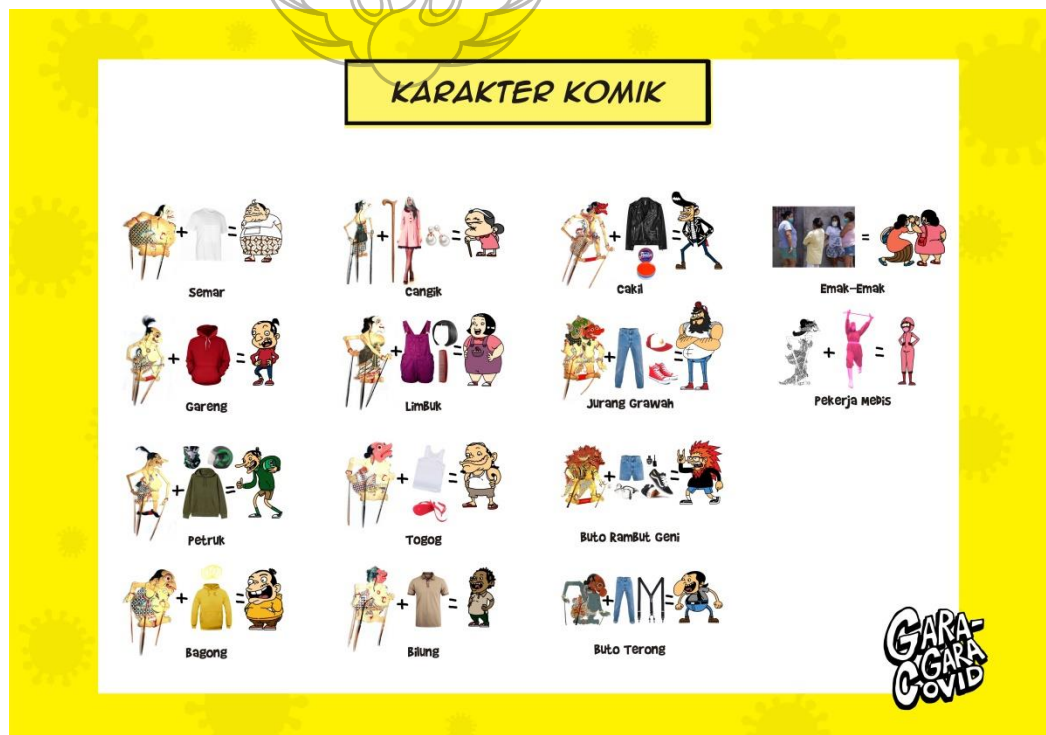 KARAKTER KOMIK
Semar
Cangik
Cakil
Emak-Emak
Gareng
Limbuk
Jurang Grawah
Pekerja Medis
Petruk
Togog
Buto Rambut Geni
Bagong
Bilung
Buto Terong
GARA-
GARA
COVID